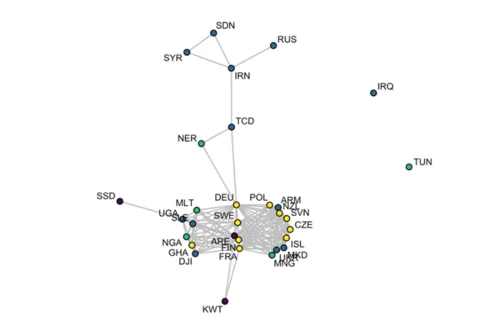 SDN
RUS
SYR
IRN
IRQ
TCD
NER
TUN
SSD
MLT
DEU
POL
ARM
NZL
UGA
SWE
SVN
CZE
NGA
ARE
FIN
ISL
GHA
FRA
MKD
UKR
DJI
MNG
KWT